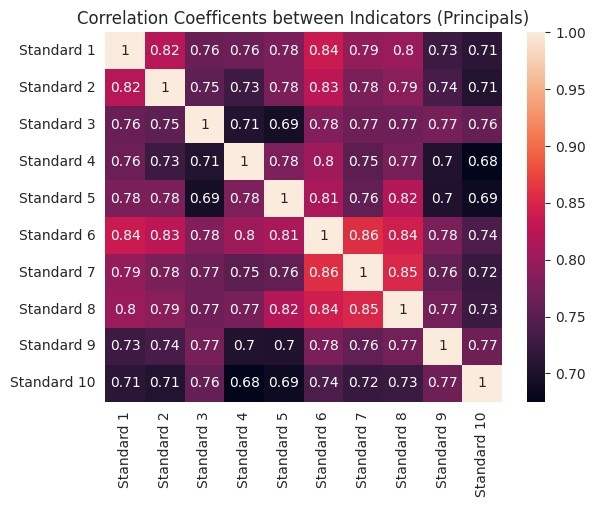 Correlation Coefficents between Indicators (Principals)
Standard 1 1 0.82 0.76 0.76 0.78 0.84 0.79 0.8 0.73 0.71
Standard 2 0.82 1 0.75 0.73 0.78 0.83 0.78 0.79 0.74 0.71
Standard 3 0.76 0.75 1 0.71 0.69 0.78 0.77 0.77 0.77 0.76
Standard 4 0.76 0.73 0.71 1 0.78 0.8 0.75 0.77 0.7 0.68
Standard 5 0.78 0.78 0.69 0.78 1 0.81 0.76 0.82 0.7 0.69
Standard 6 0.84 0.83 0.78 0.8 0.81 1 0.86 0.84 0.78 0.74
Standard 7 0.79 0.78 0.77 0.75 0.76 0.86 1 0.85 0.76 0.72
Standard 8 0.8 0.79 0.77 0.77 0.82 0.84 0.85 1 0.77 0.73
Standard 9 0.73 0.74 0.77 0.7 0.7 0.78 0.76 0.77 1 0.77
Standard 10 0.71 0.71 0.76 0.68 0.69 0.74 0.72 0.73 0.77 1
Standard 1
Standard 2
Standard 3
Standard 4
Standard 5
Standard 6
Standard 7
Standard 8
Standard 9
Standard 10
1.00
0.95
0.90
0.85
0.80
0.75
0.70